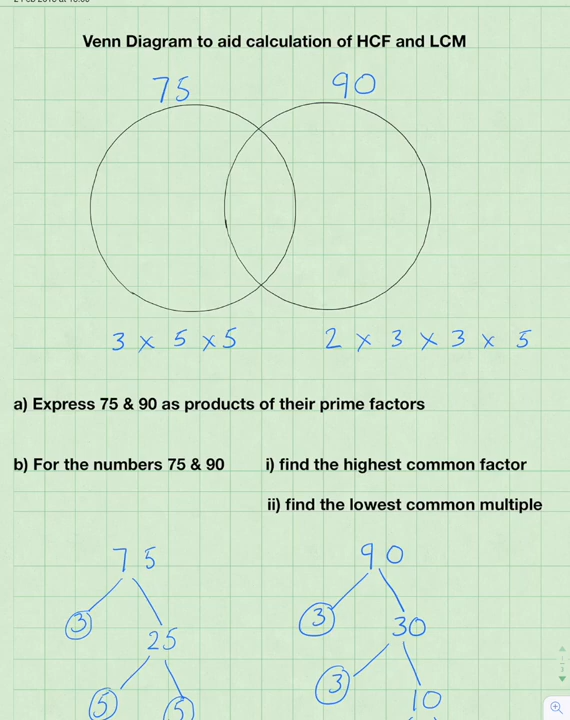 Venn Diagram to aid calculation of HCF and LCM
75 90
3 x 5 x 5 2 x 3 x 3 x 5
a) Express 75 & 90 as products of their prime factors
b) For the numbers 75 & 90 i) find the highest common factor
ii) find the lowest common multiple
75 90
3 3
25 30
5 5 3 10